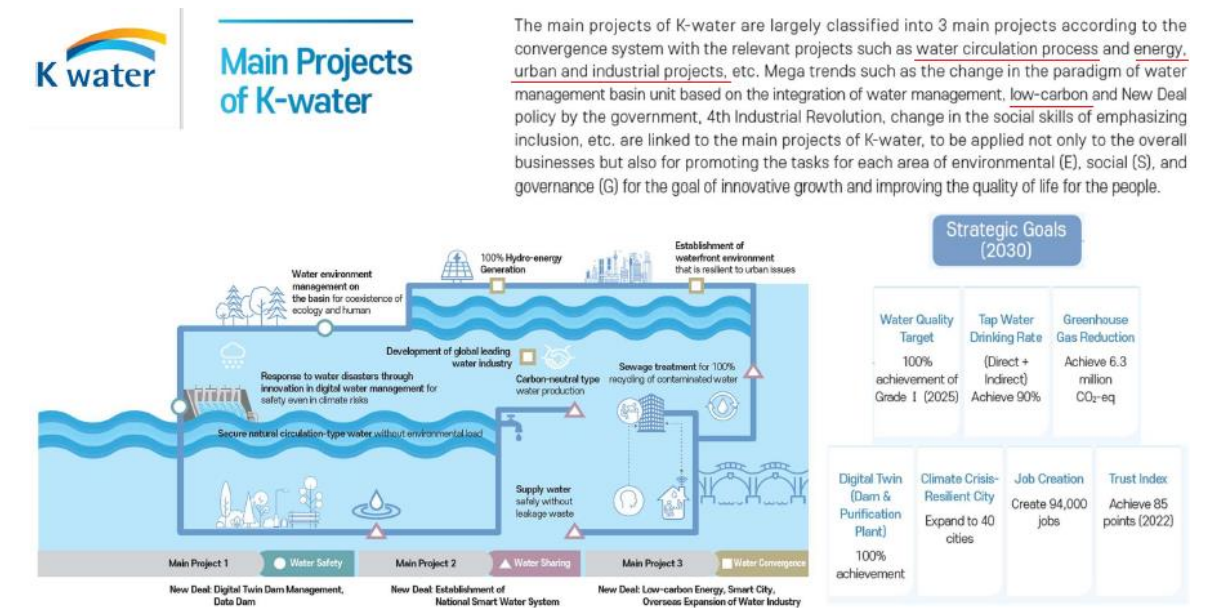 K water
Main Projects
of K-water
The main projects of K-water are largely classified into 3 main projects according to the
convergence system with the relevant projects such as water circulation process and energy,
urban and industrial projects, etc. Mega trends such as the change in the paradigm of water
management basin unit based on the integration of water management, low-carbon and New Deal
policy by the government, 4th Industrial Revolution, change in the social skills of emphasizing
inclusion, etc. are linked to the main projects of K-water, to be applied not only to the overall
businesses but also for promoting the tasks for each area of environmental (E), social (S), and
governance (G) for the goal of innovative growth and improving the quality of life for the people.
Water environment
management on
the basin for coexistence of
ecology and human
100% Hydro-energy
Generation
Establishment of
waterfront environment
that is resilient to urban issues
Development of global leading
water industry
Response to water disasters through
innovation in digital water management for
safety even in climate risks
Carbon-neutral type
water production
Sewage treatment for 100%
recycling of contaminated water
Secure natural circulation-type water without environmental load
Supply water
safely without
leakage waste
Main Project 1
Water Safety
Main Project 2
Water Sharing
Main Project 3
Water Convergence
New Deal: Digital Twin Dam Management,
Data Dam
New Deal: Establishment of
National Smart Water System
New Deal: Low-carbon Energy, Smart City,
Overseas Expansion of Water Industry
Strategic Goals
(2030)
Water Quality
Target
100%
achievement of
Grade I (2025)
Tap Water
Drinking Rate
(Direct +
Indirect)
Achieve 90%
Greenhouse
Gas Reduction
Achieve 6.3
million
CO₂-eq
Digital Twin
(Dam &
Purification
Plant)
100%
achievement
Climate Crisis-
Resilient City
Expand to 40
cities
Job Creation
Create 94,000
jobs
Trust Index
Achieve 85
points (2022)